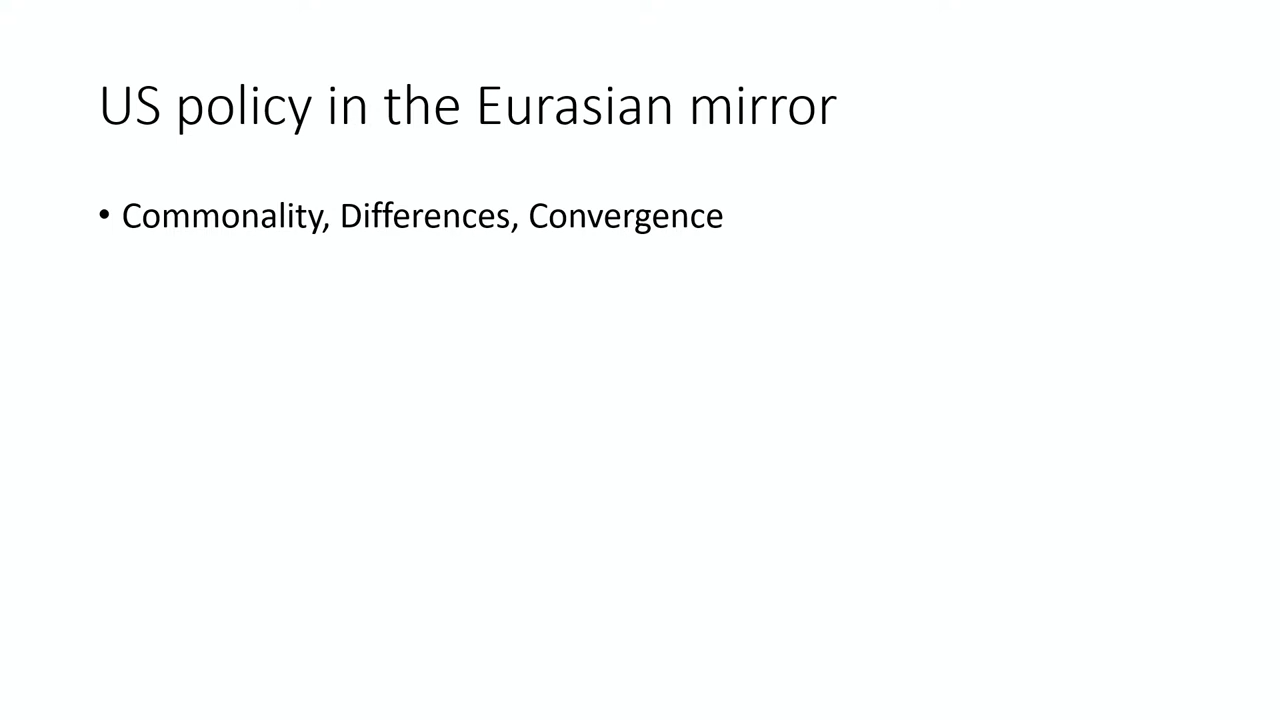 US policy in the Eurasian mirror
• Commonality, Differences, Convergence